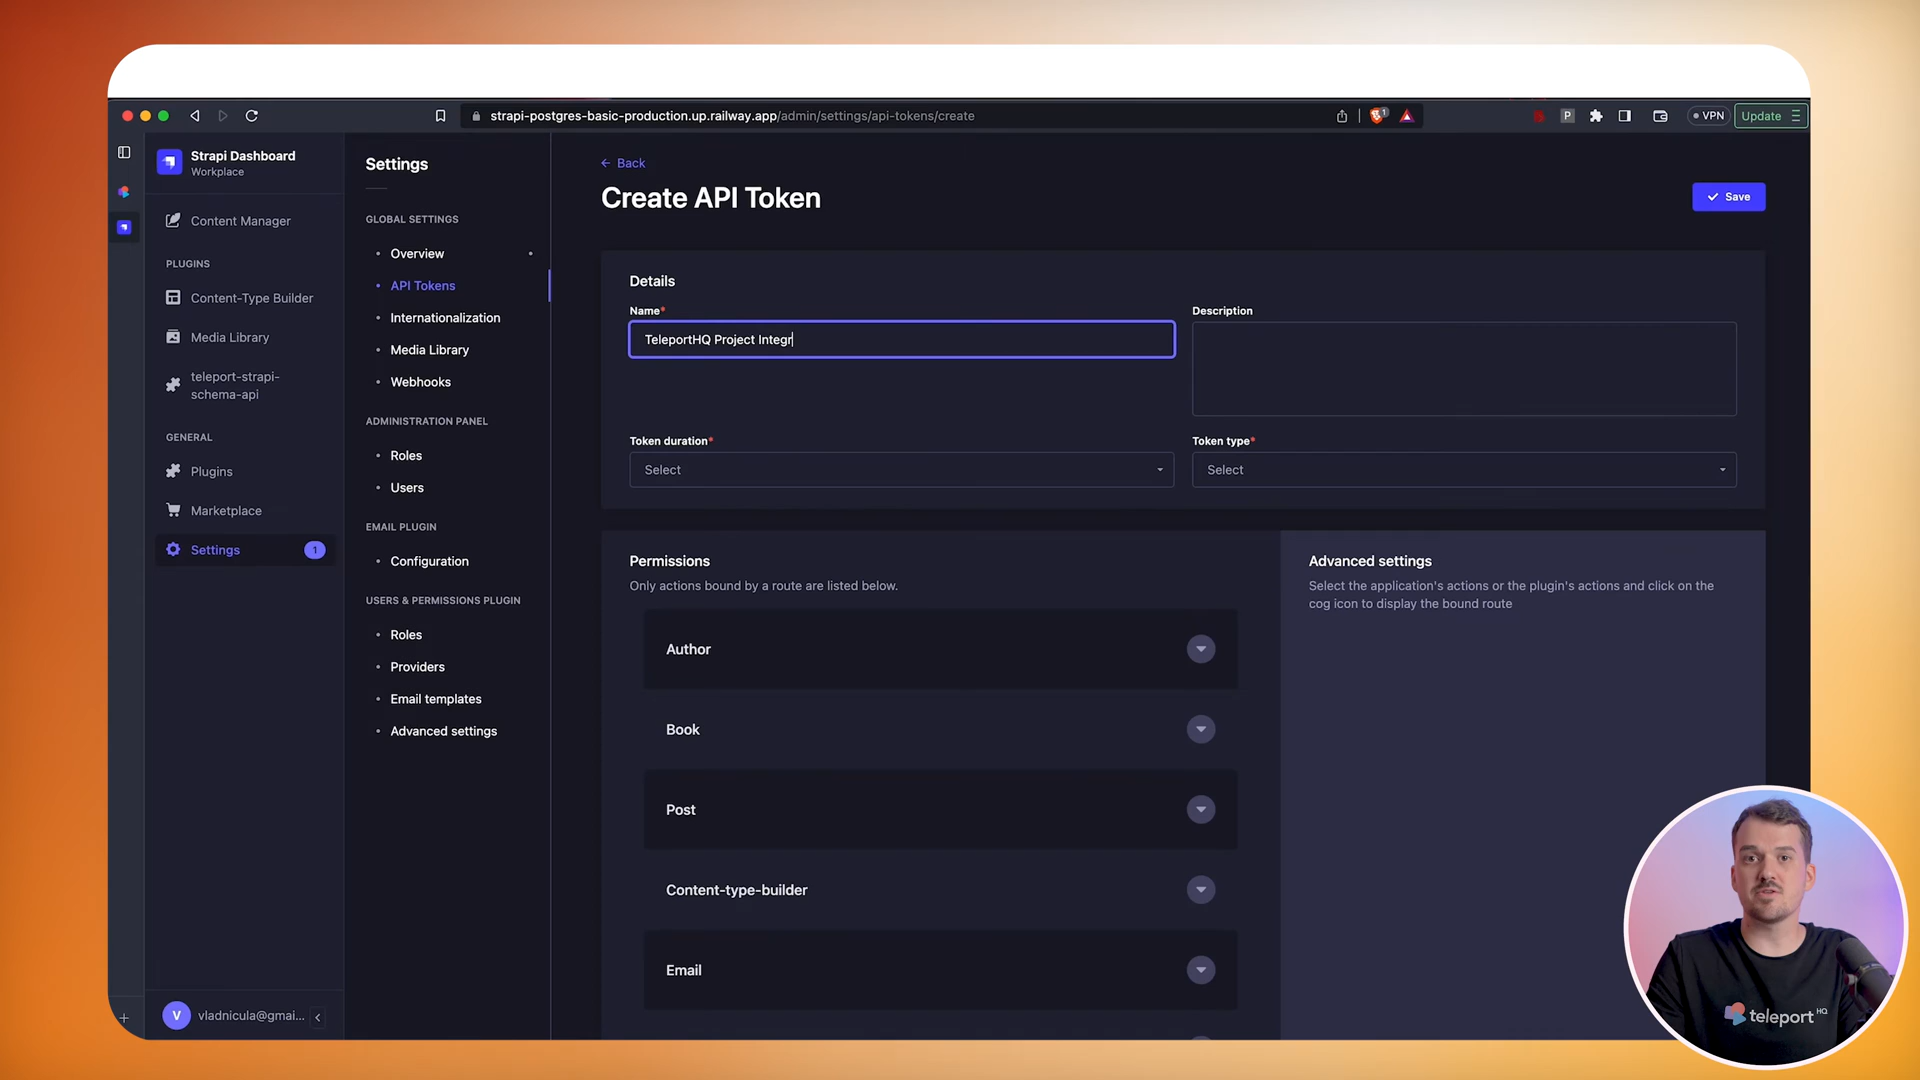 strapi-postgres-basic-production.up.railway.app/admin/settings/api-tokens/create
1
P
VPN
Update
Strapi Dashboard
Workplace
Content Manager
PLUGINS
Content-Type Builder
Media Library
teleport-strapi-
schema-api
GENERAL
Plugins
Marketplace
Settings
1
V
vladnicula@gmai...
Settings
GLOBAL SETTINGS
Overview
API Tokens
Internationalization
Media Library
Webhooks
ADMINISTRATION PANEL
Roles
Users
EMAIL PLUGIN
Configuration
USERS & PERMISSIONS PLUGIN
Roles
Providers
Email templates
Advanced settings
Back
Create API Token
Save
Details
Name*
TeleportHQ Project Integr
Description
Token duration*
Select
Token type*
Select
Permissions
Only actions bound by a route are listed below.
Author
Book
Post
Content-type-builder
Email
Advanced settings
Select the application's actions or the plugin's actions and click on the
cog icon to display the bound route
teleport HQ